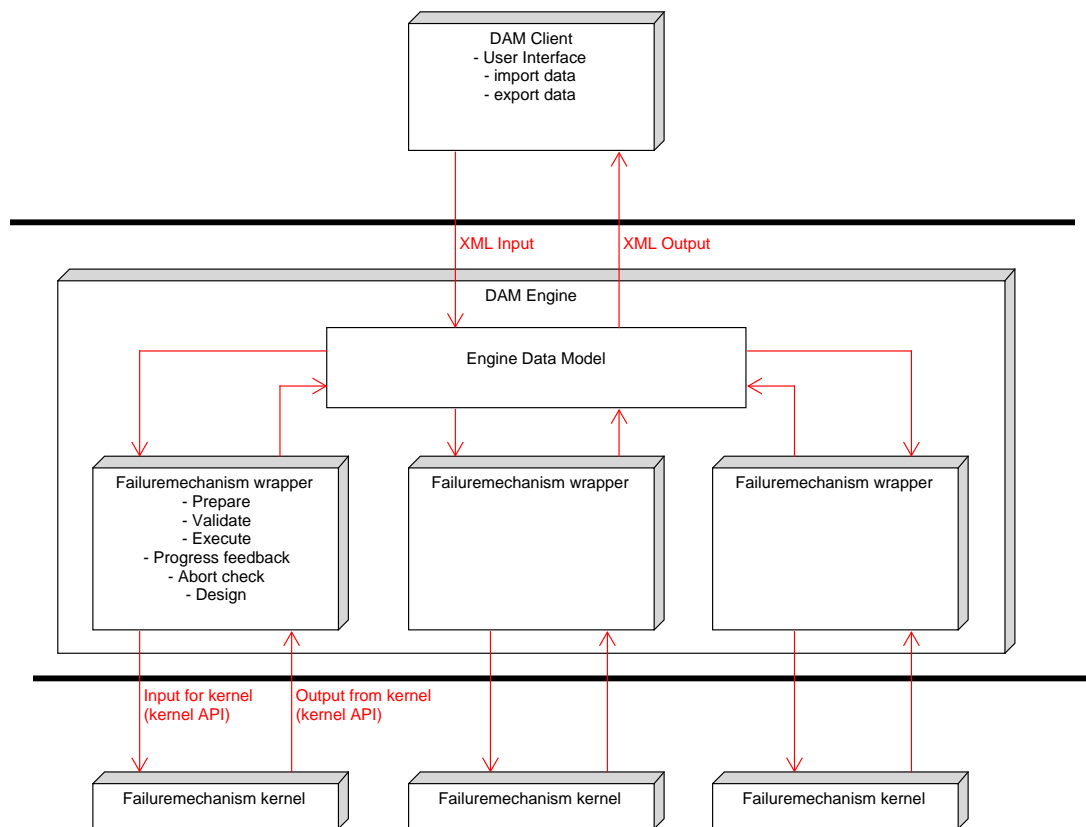 DAM Client
- User Interface
- import data
- export data
XML Input
XML Output
DAM Engine
Engine Data Model
Failuremechanism wrapper
- Prepare
- Validate
- Execute
- Progress feedback
- Abort check
- Design
Failuremechanism wrapper
Failuremechanism wrapper
Input for kernel
(kernel API)
Output from kernel
(kernel API)
Failuremechanism kernel
Failuremechanism kernel
Failuremechanism kernel